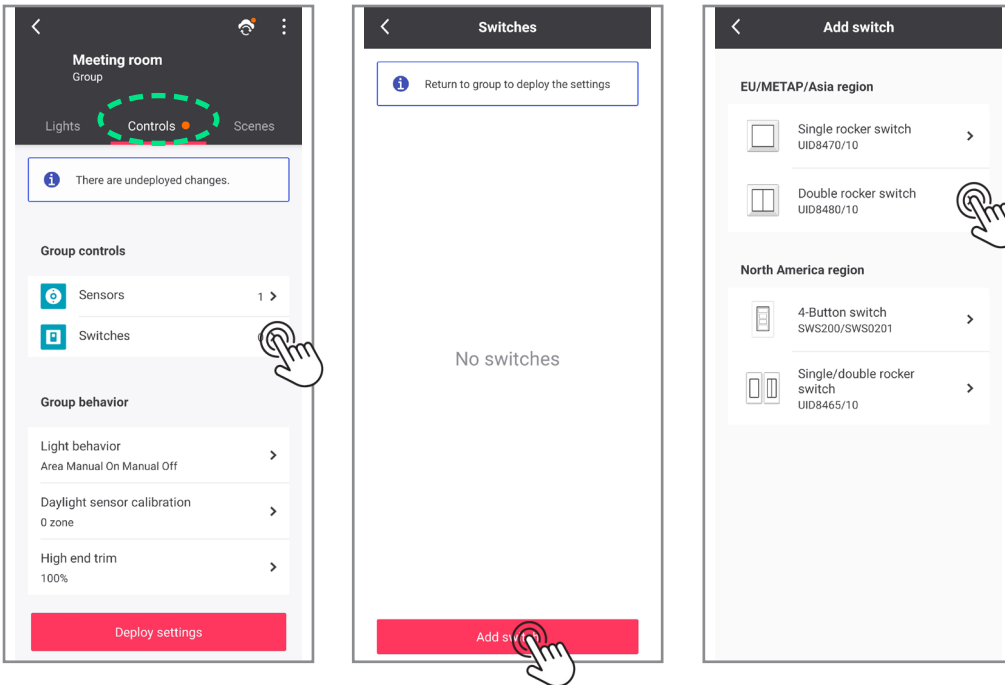 Meeting room
Group
Lights Controls Scenes
There are undeployed changes.
Group controls
Sensors 1
Switches
Group behavior
Light behavior
Area Manual On Manual Off
Daylight sensor calibration
0 zone
High end trim
100%
Deploy settings
Switches
Return to group to deploy the settings
No switches
Add switch
Add switch
EU/METAP/Asia region
Single rocker switch
UID8470/10
Double rocker switch
UID8480/10
North America region
4-Button switch
SWS200/SWS0201
Single/double rocker
switch
UID8465/10